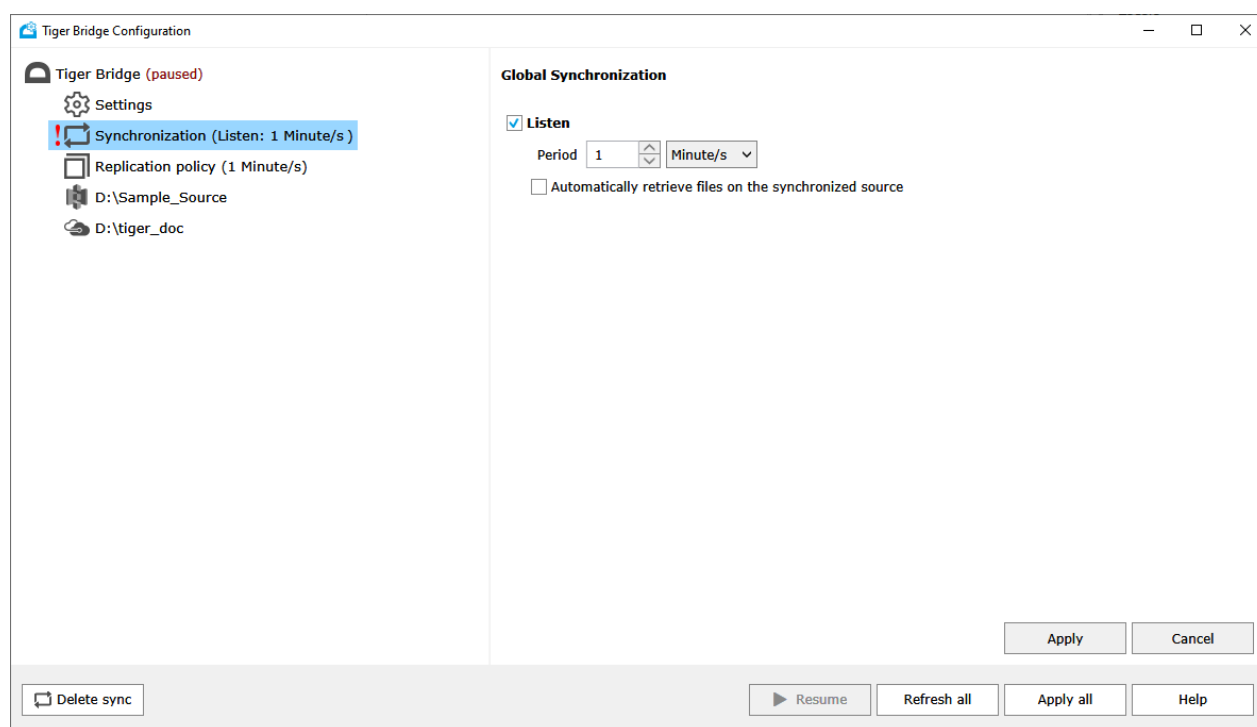 Tiger Bridge Configuration
Tiger Bridge (paused)
Settings
Synchronization (Listen: 1 Minute/s )
Replication policy (1 Minute/s)
D:\Sample_Source
D:\tiger_doc
Global Synchronization
Listen
Period 1 Minute/s
Automatically retrieve files on the synchronized source
Apply Cancel
Delete sync Resume Refresh all Apply all Help